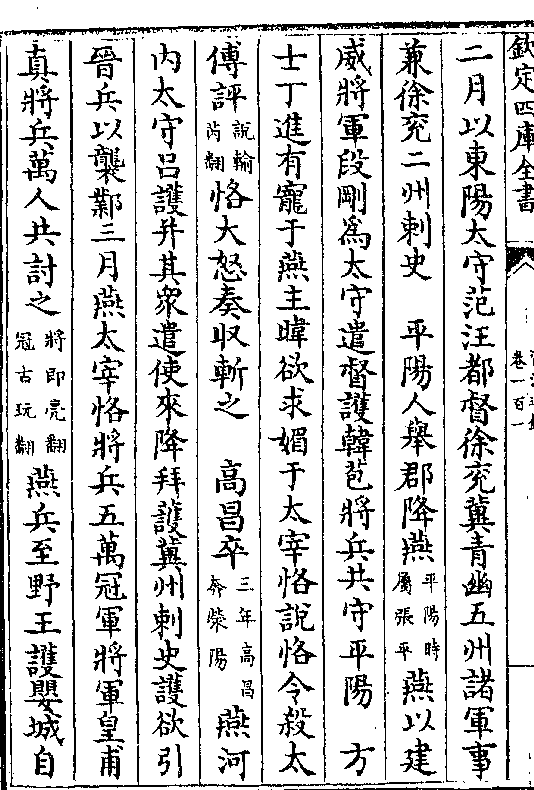 欽定四庫全書
卷一百一
二月以東陽太守范汪都督徐兖冀青幽五州諸軍事
兼徐兖二州刺史　平陽人舉郡降燕平陽時屬張平燕以建
威將軍段剛爲太守遣督護韓苞將兵共守平陽　方
士丁進有寵于燕主暐欲求媚于太宰恪説恪令殺太
傅評説輸芮翻恪大怒奏収斬之　高昌卒三年高昌奔滎陽燕河
内太守吕護并其衆遣使來降拜護冀州刺史護欲引
晉兵以襲鄴三月燕太宰恪將兵五萬冠軍將軍皇甫
真將兵萬人共討之將即亮翻冠古玩翻燕兵至野王護嬰城自